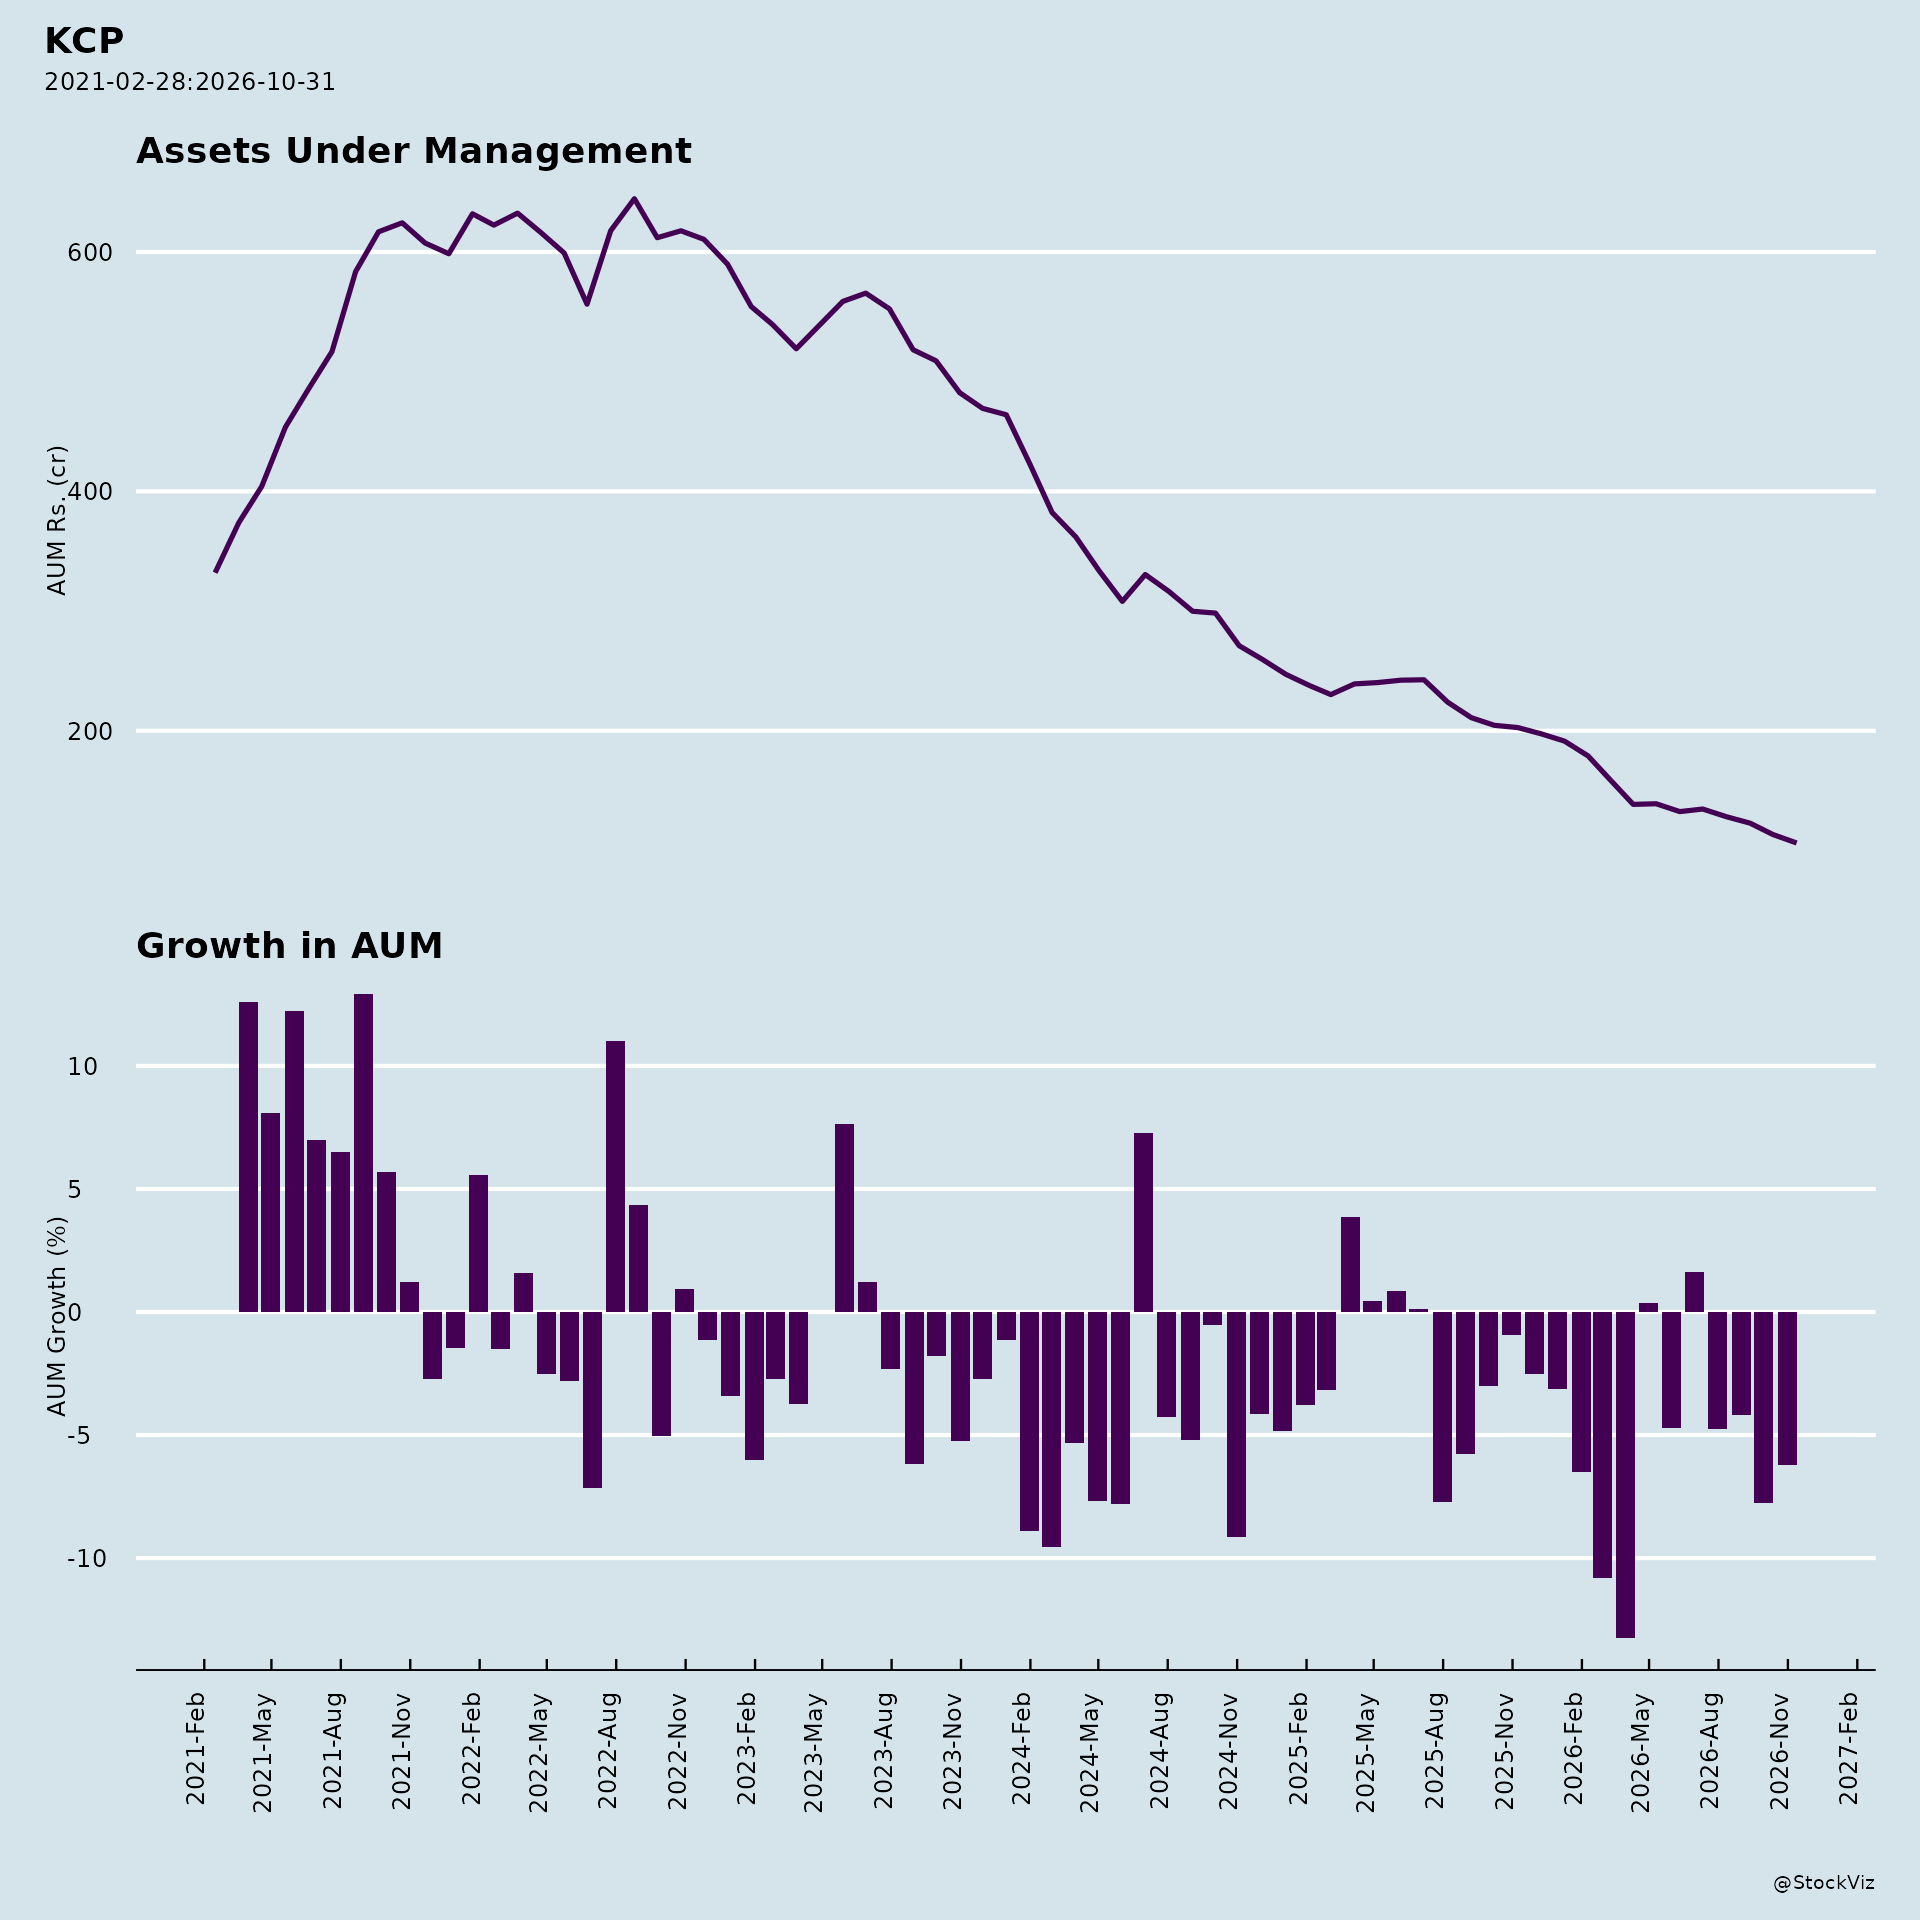 KCP
2021-02-28:2026-10-31
Assets Under Management
AUM Rs. (cr)
600
400
200
Growth in AUM
AUM Growth (%)
10
5
0
-5
-10
2021-Feb
2021-May
2021-Aug
2021-Nov
2022-Feb
2022-May
2022-Aug
2022-Nov
2023-Feb
2023-May
2023-Aug
2023-Nov
2024-Feb
2024-May
2024-Aug
2024-Nov
2025-Feb
2025-May
2025-Aug
2025-Nov
2026-Feb
2026-May
2026-Aug
2026-Nov
2027-Feb
@StockViz